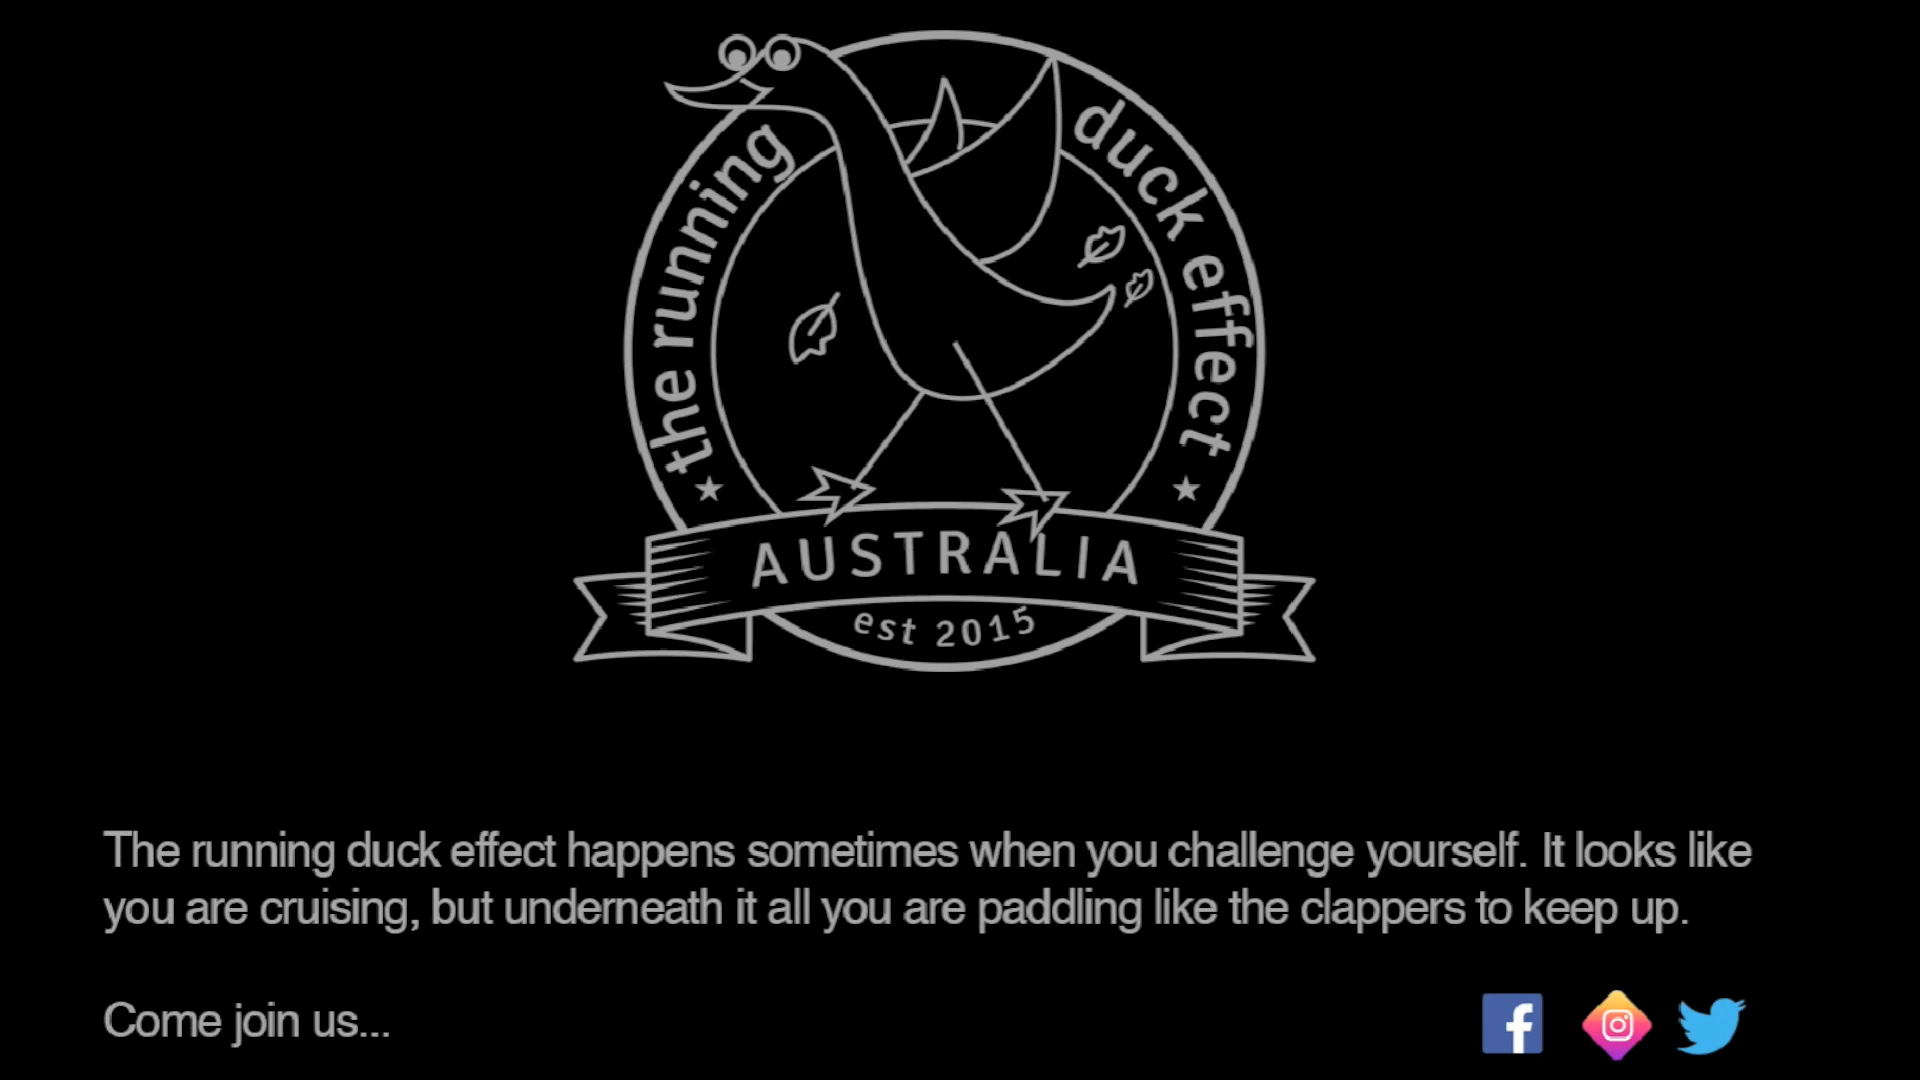 the running duck effect
AUSTRALIA
est 2015
The running duck effect happens sometimes when you challenge yourself. It looks like
you are cruising, but underneath it all you are paddling like the clappers to keep up.
Come join us...